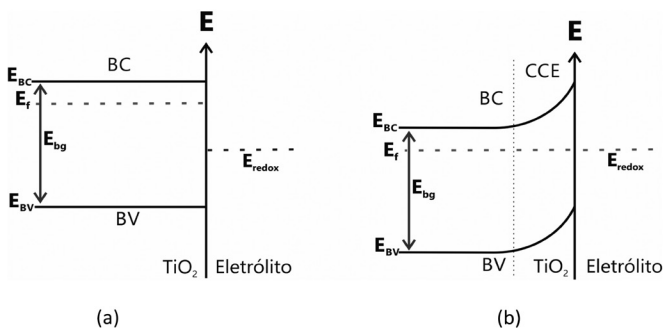 E
BC
E_BC
E_f
E_bg
E_redox
E_BV
BV
TiO₂ Eletrólito
(a)
E
CCE
BC
E_BC
E_f
E_redox
E_bg
E_BV
BV
TiO₂ Eletrólito
(b)